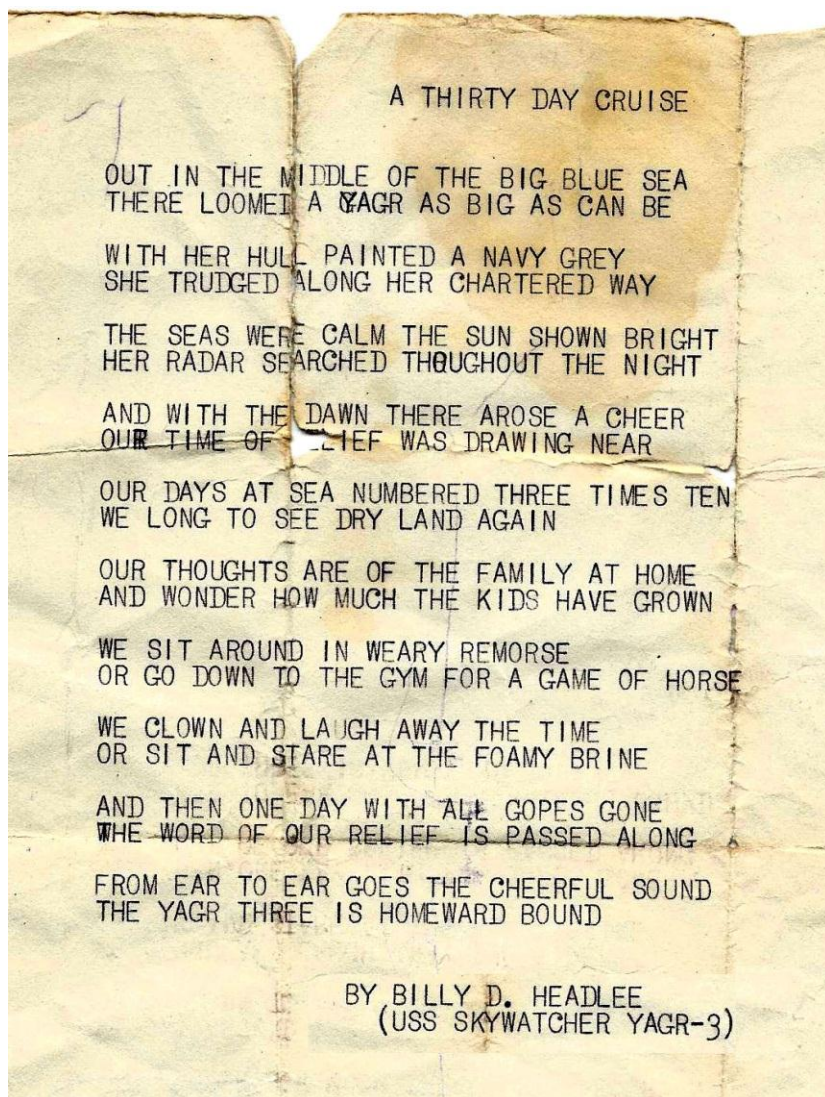 A THIRTY DAY CRUISE
OUT IN THE MIDDLE OF THE BIG BLUE SEA
THERE LOOMED A YAGR AS BIG AS CAN BE
WITH HER HULL PAINTED A NAVY GREY
SHE TRUDGED ALONG HER CHARTERED WAY
THE SEAS WERE CALM THE SUN SHOWN BRIGHT
HER RADAR SEARCHED THOUGHOUT THE NIGHT
AND WITH THE DAWN THERE AROSE A CHEER
OUR TIME OF RELIEF WAS DRAWING NEAR
OUR DAYS AT SEA NUMBERED THREE TIMES TEN
WE LONG TO SEE DRY LAND AGAIN
OUR THOUGHTS ARE OF THE FAMILY AT HOME
AND WONDER HOW MUCH THE KIDS HAVE GROWN
WE SIT AROUND IN WEARY REMORSE
OR GO DOWN TO THE GYM FOR A GAME OF HORSE
WE CLOWN AND LAUGH AWAY THE TIME
OR SIT AND STARE AT THE FOAMY BRINE
AND THEN ONE DAY WITH ALL GOPES GONE
THE WORD OF OUR RELIEF IS PASSED ALONG
FROM EAR TO EAR GOES THE CHEERFUL SOUND
THE YAGR THREE IS HOMEWARD BOUND
BY BILLY D. HEADLEE
(USS SKYWATCHER YAGR-3)